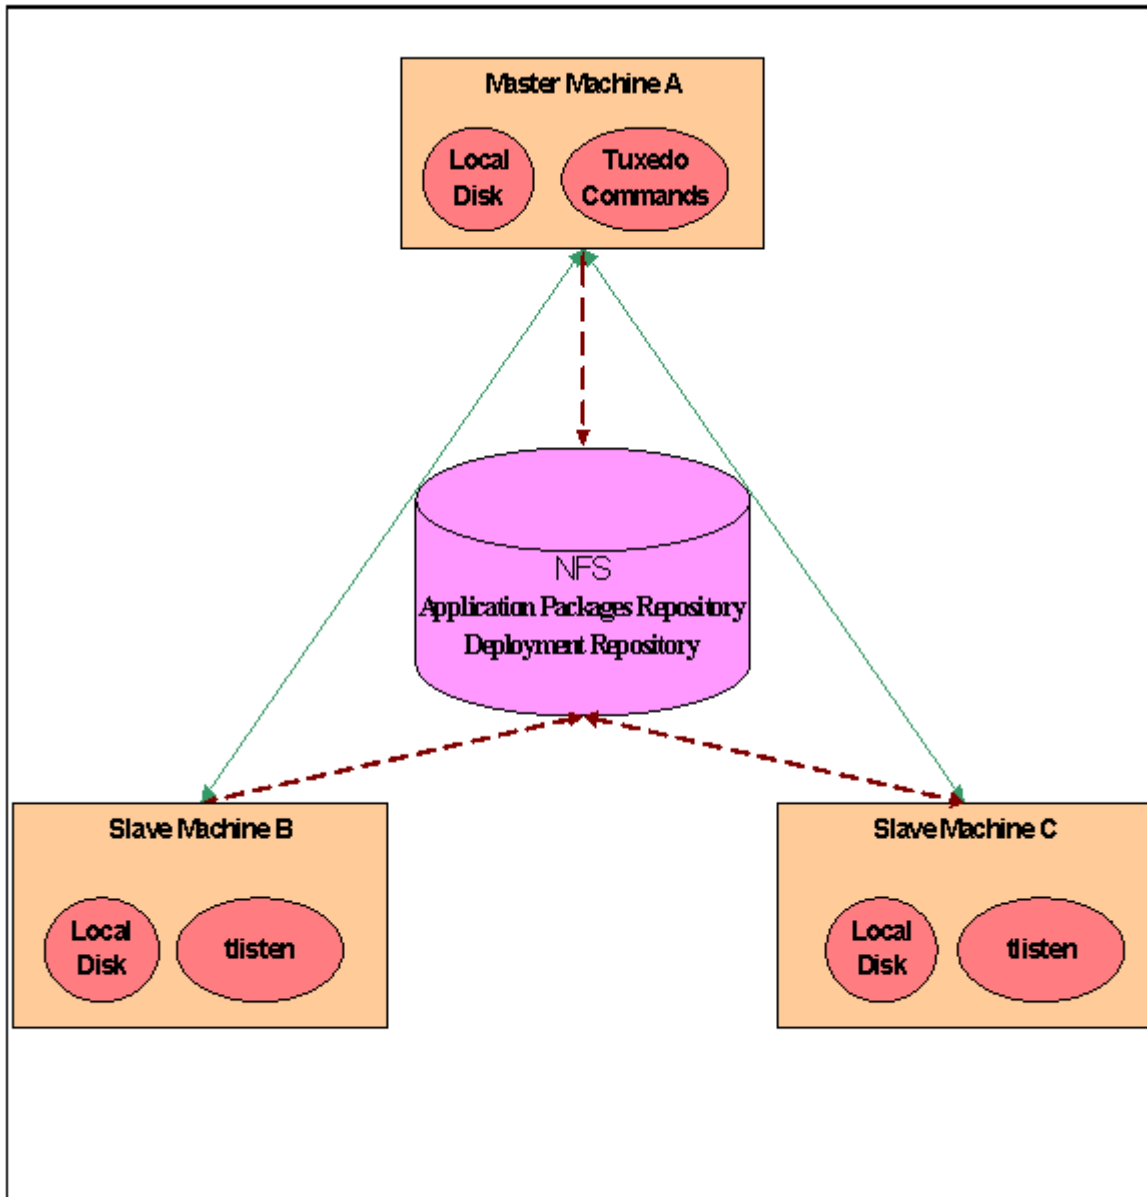 Master Machine A
Local
Disk
Tuxedo
Commands
NFS
Application Packages Repository
Deployment Repository
Slave Machine B
Local
Disk
tlisten
Slave Machine C
Local
Disk
tlisten